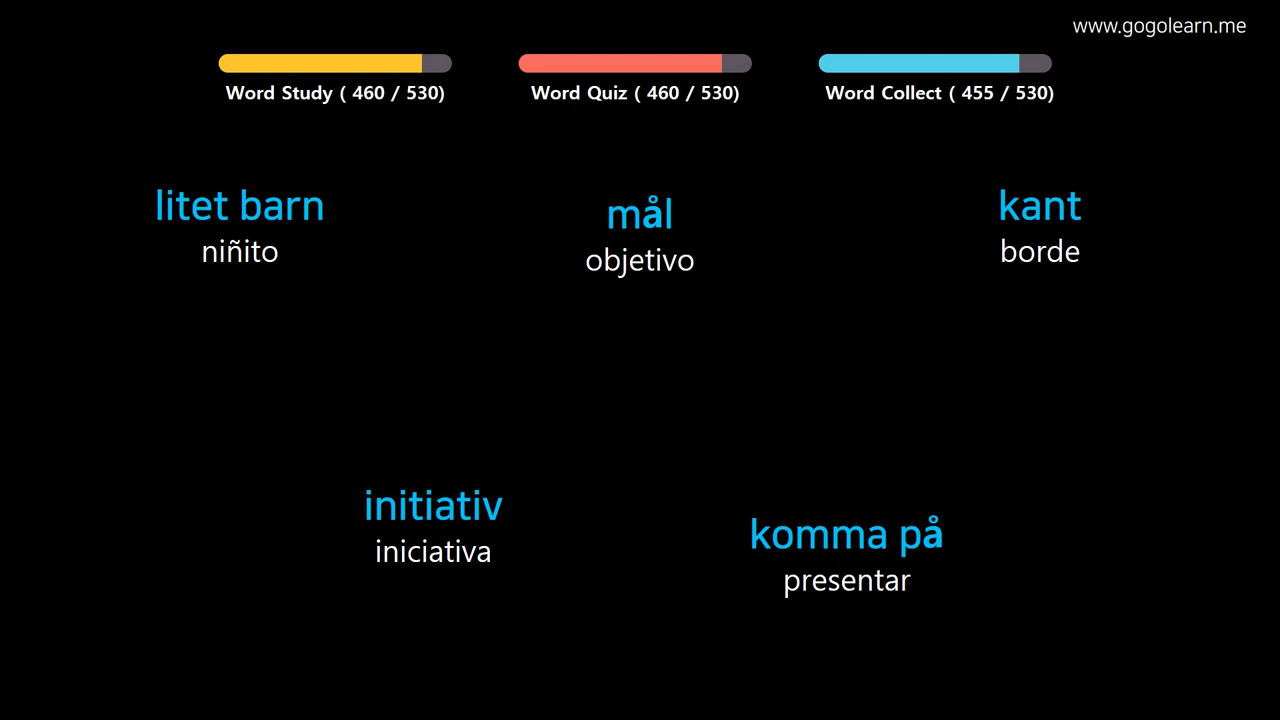 www.gogolearn.me
Word Study ( 460 / 530)
Word Quiz ( 460 / 530)
Word Collect ( 455 / 530)
litet barn
niñito
mål
objetivo
kant
borde
initiativ
iniciativa
komma på
presentar